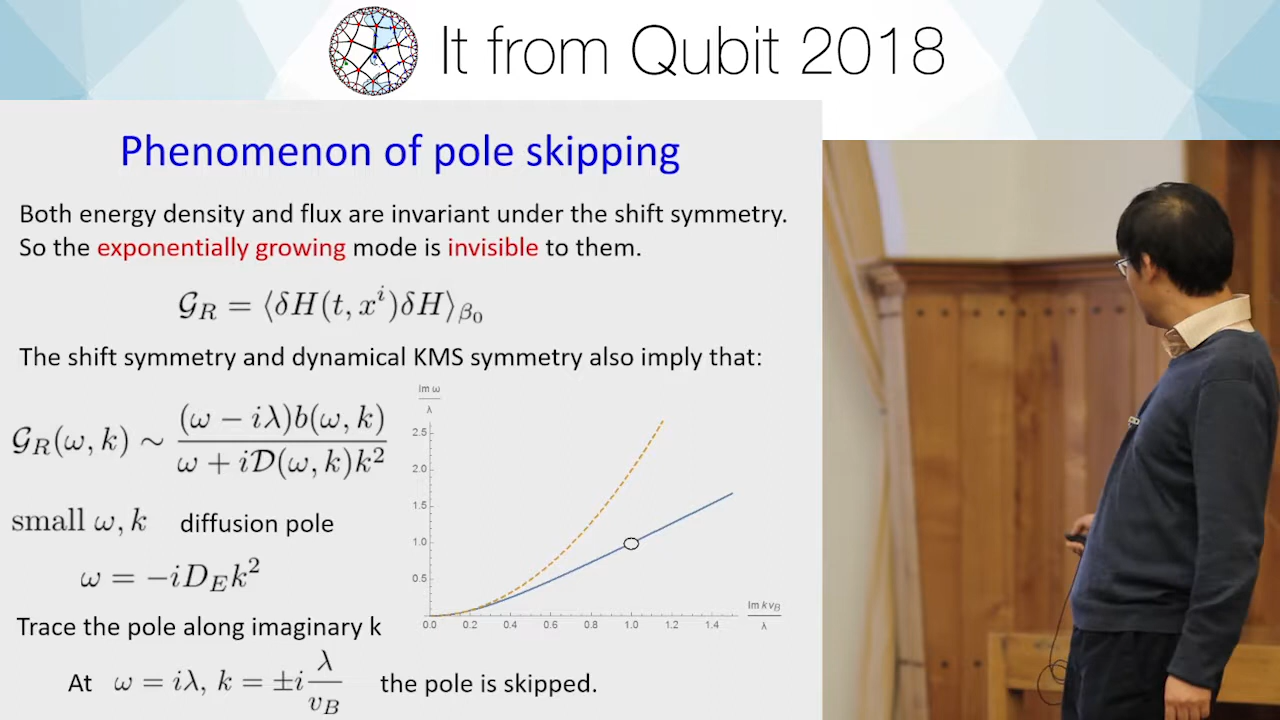 It from Qubit 2018
Phenomenon of pole skipping
Both energy density and flux are invariant under the shift symmetry.
So the exponentially growing mode is invisible to them.
𝒢_R = ⟨δH(t, x^i)δH⟩_{β_0}
The shift symmetry and dynamical KMS symmetry also imply that:
𝒢_R(ω, k) ∼ (ω − iλ)b(ω, k) / ω + i𝒟(ω, k)k²
small ω, k diffusion pole
ω = −iD_E k²
Trace the pole along imaginary k
At ω = iλ, k = ±i λ/v_B the pole is skipped.
Im ω
λ
2.5
2.0
1.5
1.0
0.5
0.0 0.2 0.4 0.6 0.8 1.0 1.2 1.4
Im k v_B
λ